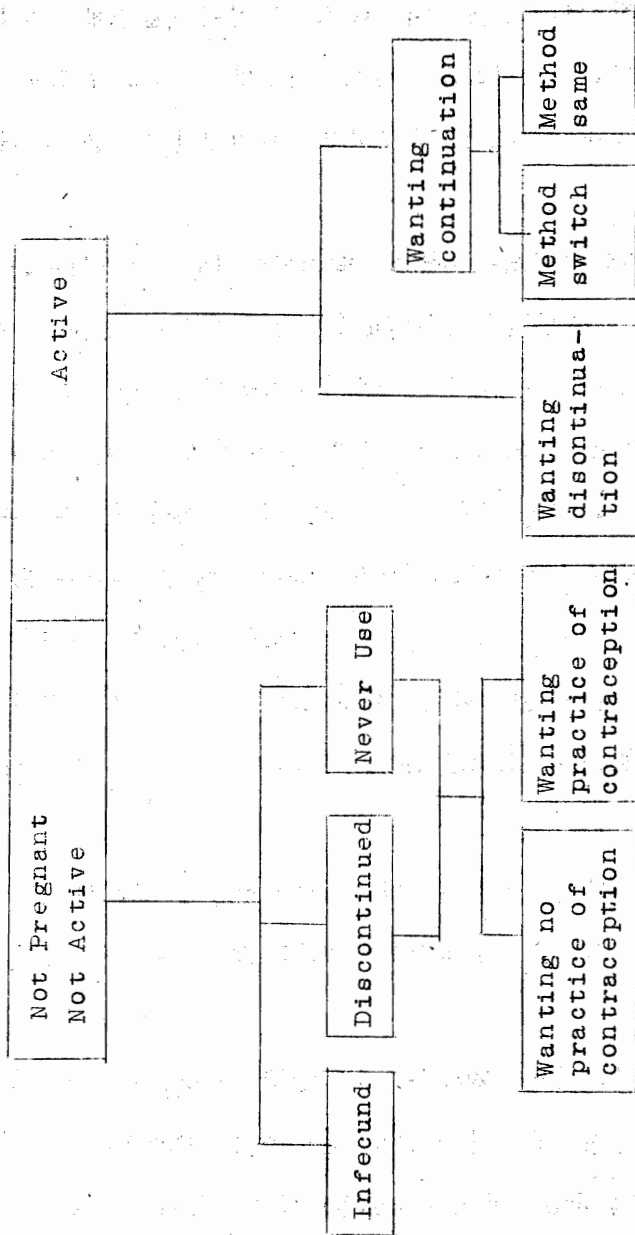 Not Pregnant
Not Active
Active
Infecund
Discontinued
Never Use
Wanting
continuation
Wanting no
practice of
contraception
Wanting
practice of
contraception
Wanting
disontinua-
tion
Method
switch
Method
same